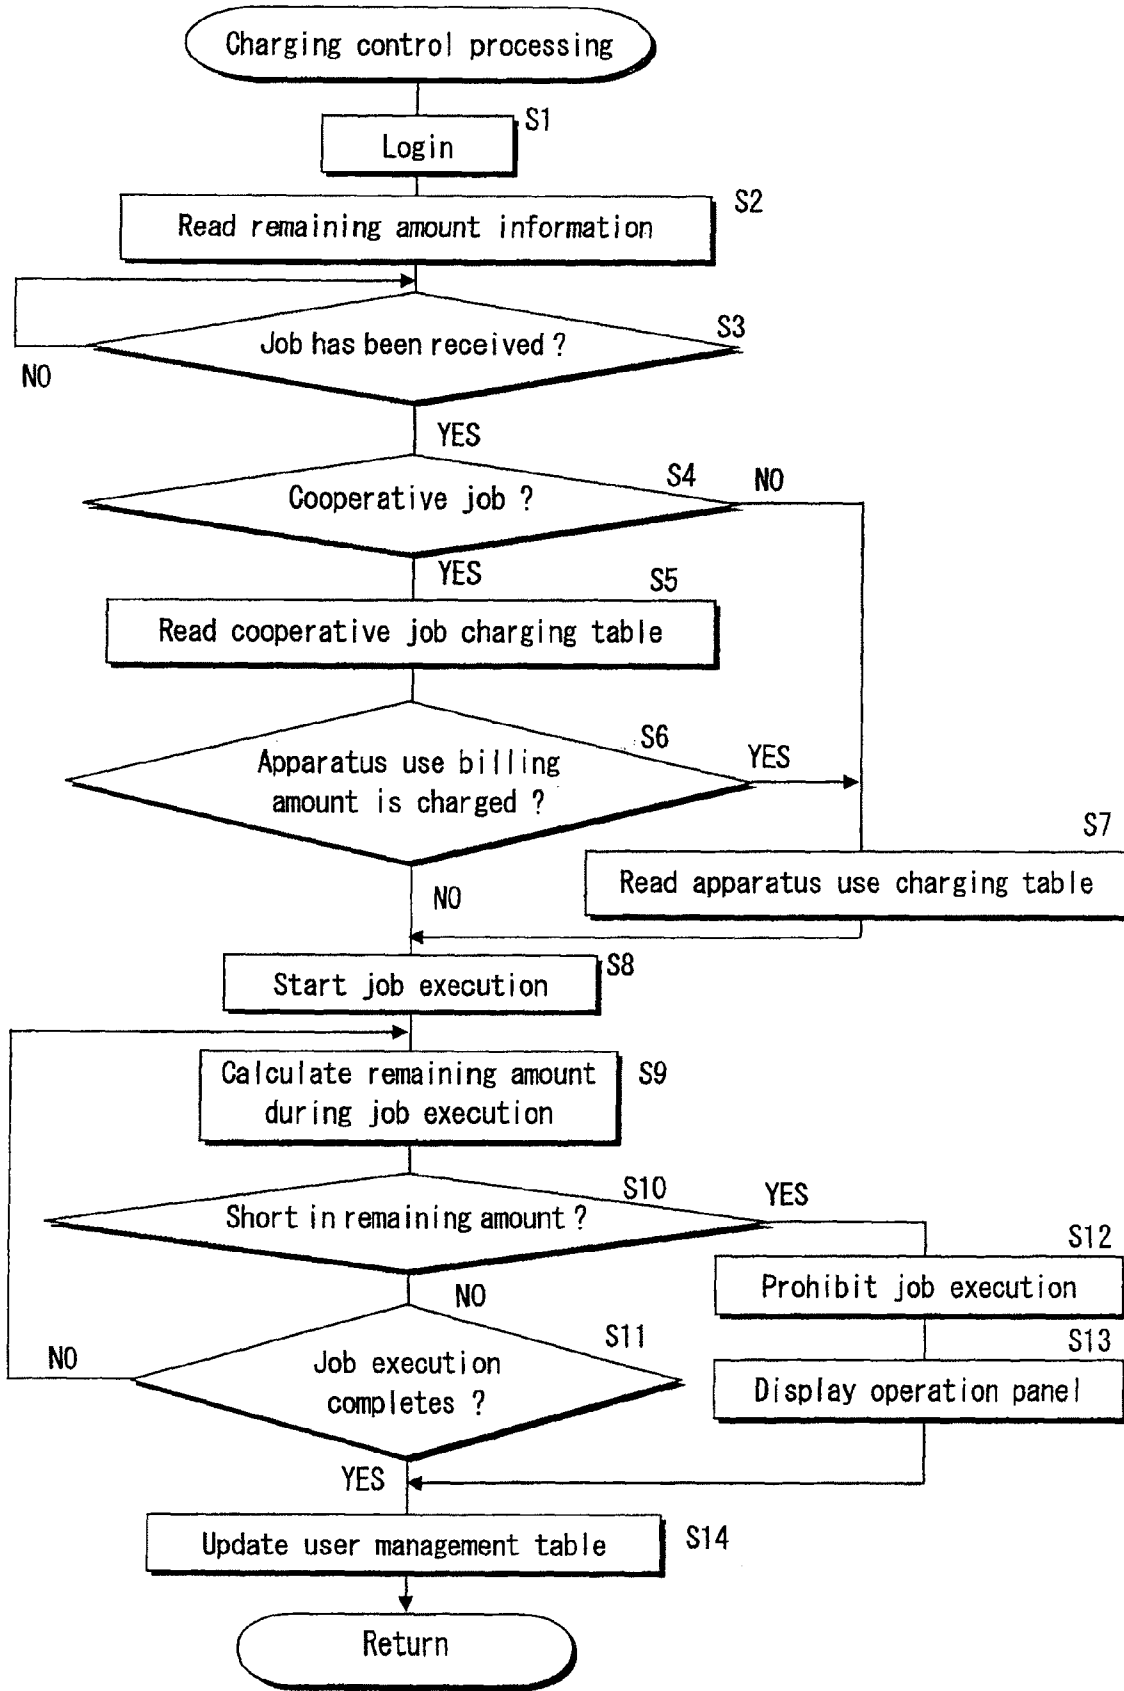 Charging control processing
S1
Login
S2
Read remaining amount information
S3
Job has been received ?
NO
YES
S4
NO
Cooperative job ?
YES
S5
Read cooperative job charging table
S6
YES
Apparatus use billing
amount is charged ?
S7
Read apparatus use charging table
NO
S8
Start job execution
Calculate remaining amount
during job execution
S9
S10
YES
Short in remaining amount ?
S12
Prohibit job execution
NO
S11
S13
NO
Job execution
completes ?
Display operation panel
YES
Update user management table
S14
Return